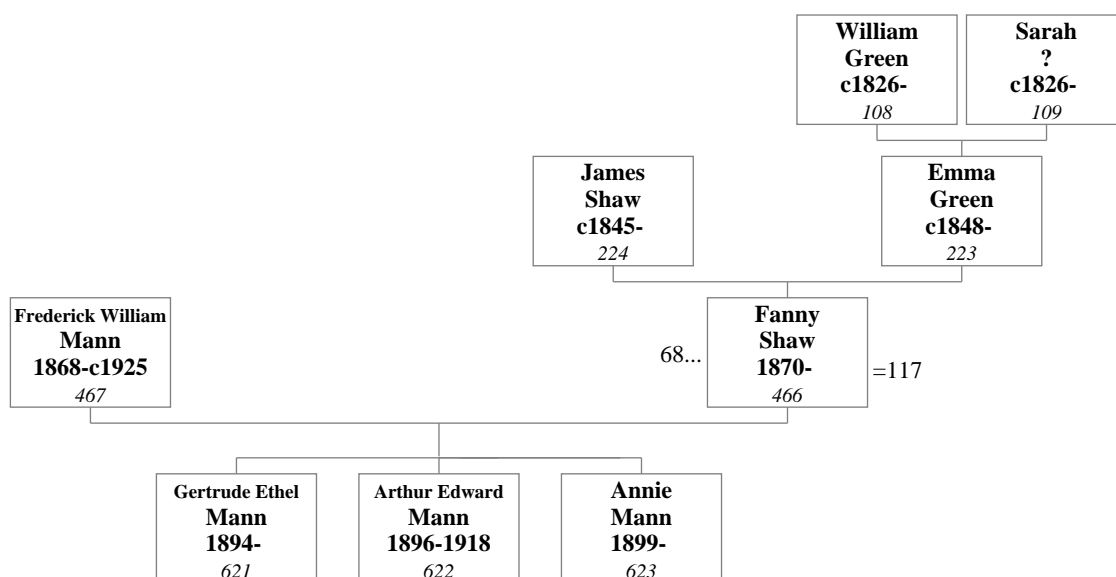 William
Green
c1826-
108
Sarah
?
c1826-
109
James
Shaw
c1845-
224
Emma
Green
c1848-
223
Frederick William
Mann
1868-c1925
467
68...
Fanny
Shaw
1870-
466
=117
Gertrude Ethel
Mann
1894-
621
Arthur Edward
Mann
1896-1918
622
Annie
Mann
1899-
623